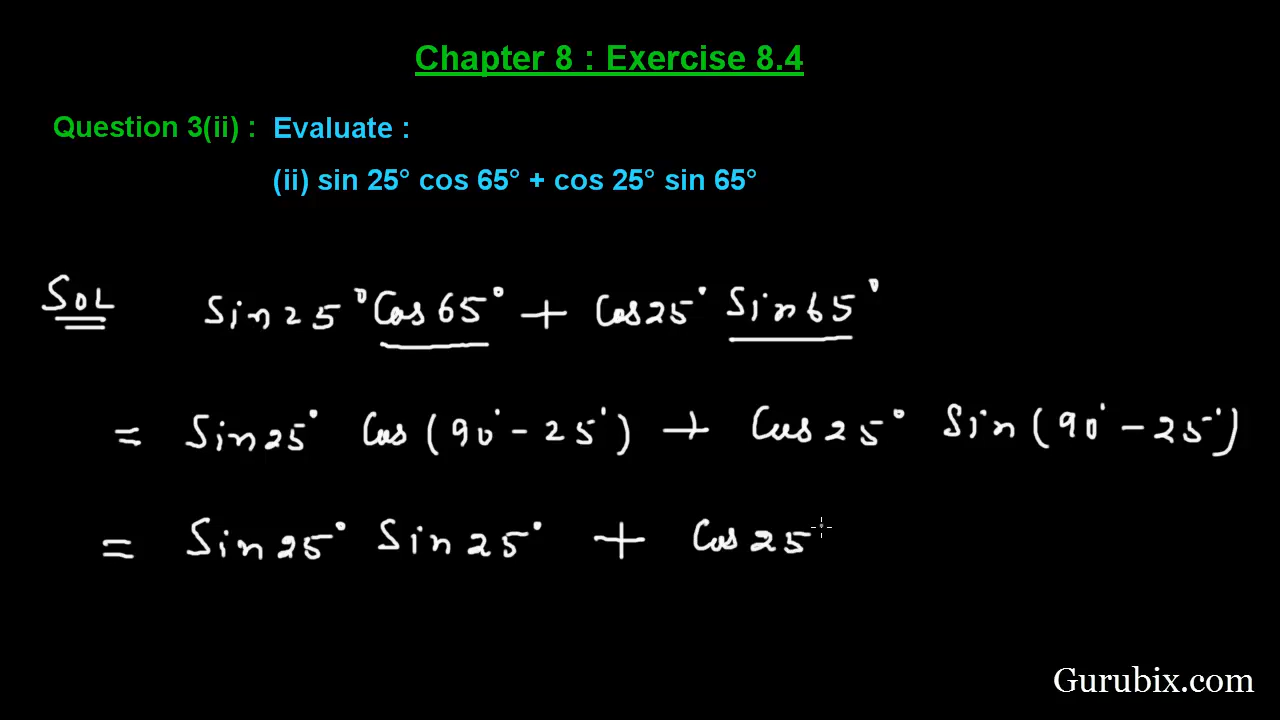 Chapter 8 : Exercise 8.4
Question 3(ii) : Evaluate :
(ii) sin 25° cos 65° + cos 25° sin 65°
SOL Sin 25° Cos 65° + Cos 25° Sin 65°
= Sin 25° Cos (90° - 25°) + Cos 25° Sin (90° - 25°)
= Sin 25° Sin 25° + Cos 25
Gurubix.com